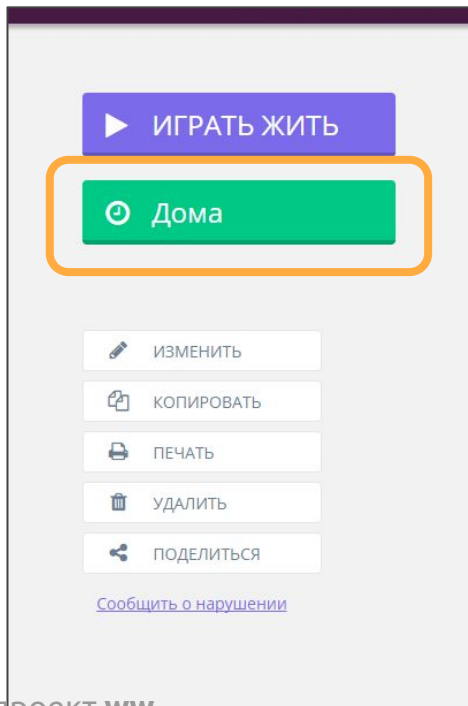 ИГРАТЬ ЖИТЬ
Дома
ИЗМЕНИТЬ
КОПИРОВАТЬ
ПЕЧАТЬ
УДАЛИТЬ
ПОДЕЛИТЬСЯ
Сообщить о нарушении